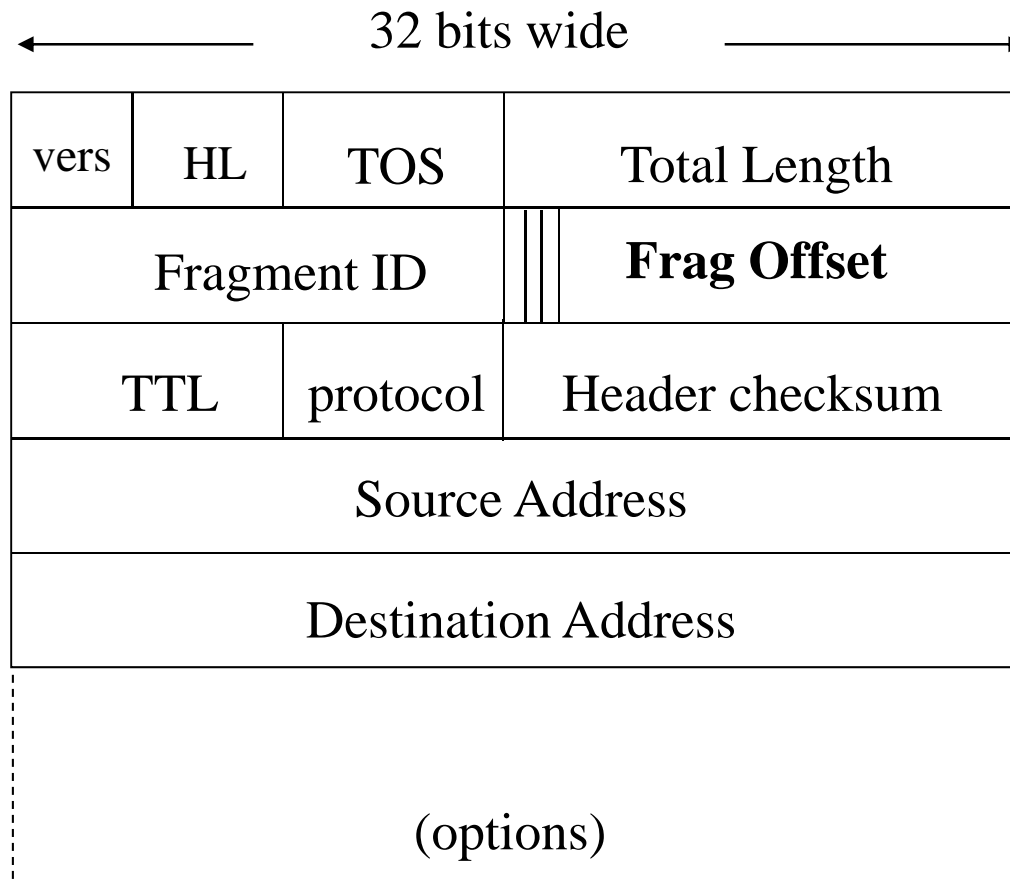 32 bits wide
vers HL TOS Total Length
Fragment ID Frag Offset
TTL protocol Header checksum
Source Address
Destination Address
(options)